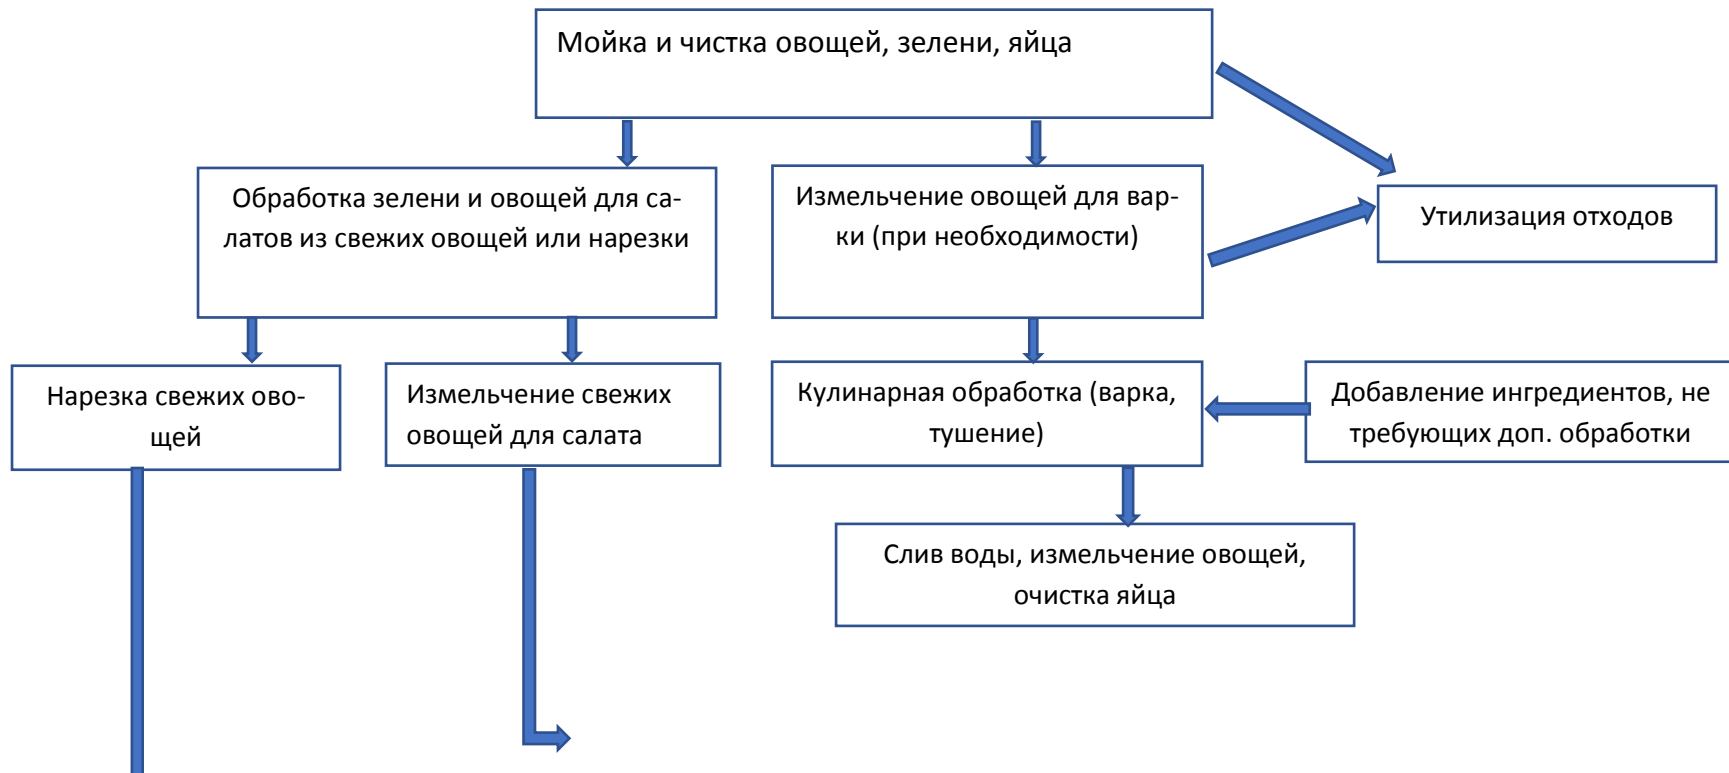 Мойка и чистка овощей, зелени, яйца
Обработка зелени и овощей для са-
латов из свежих овощей или нарезки
Измельчение овощей для вар-
ки (при необходимости)
Утилизация отходов
Нарезка свежих ово-
щей
Измельчение свежих
овощей для салата
Кулинарная обработка (варка,
тушение)
Добавление ингредиентов, не
требующих доп. обработки
Слив воды, измельчение овощей,
очистка яйца